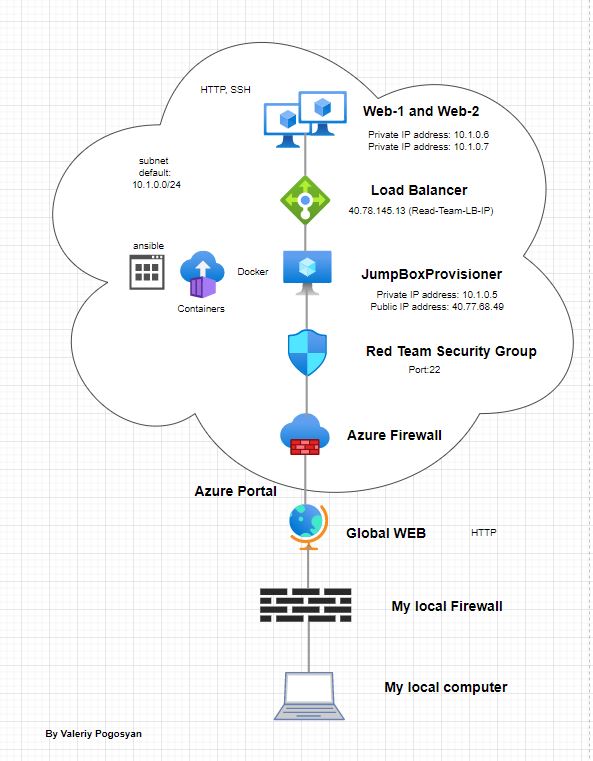 HTTP, SSH
Web-1 and Web-2
Private IP address: 10.1.0.6
Private IP address: 10.1.0.7
subnet
default:
10.1.0.0/24
Load Balancer
40.78.145.13 (Read-Team-LB-IP)
ansible
Docker
Containers
JumpBoxProvisioner
Private IP address: 10.1.0.5
Public IP address: 40.77.68.49
Red Team Security Group
Port:22
Azure Firewall
Azure Portal
Global WEB
HTTP
My local Firewall
My local computer
By Valeriy Pogosyan